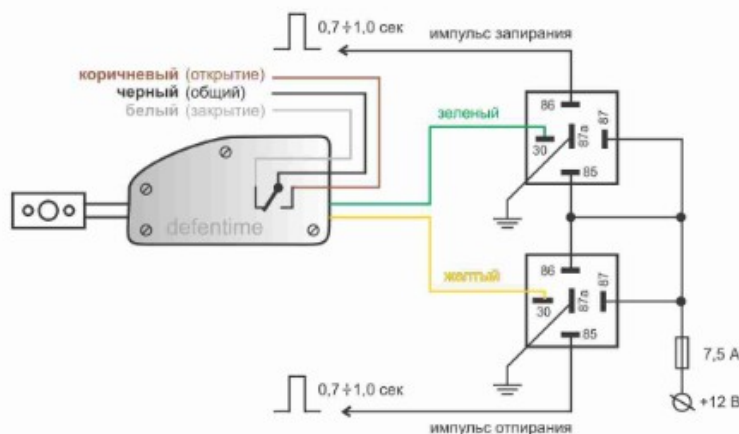 0,7÷1,0 сек
импульс запирания
коричневый (открытие)
черный (общий)
белый (закрытие)
зеленый
86
87
30
87a
85
defentime
желтый
86
87
30
87a
85
7,5 А
+12 В
0,7÷1,0 сек
импульс отпирания